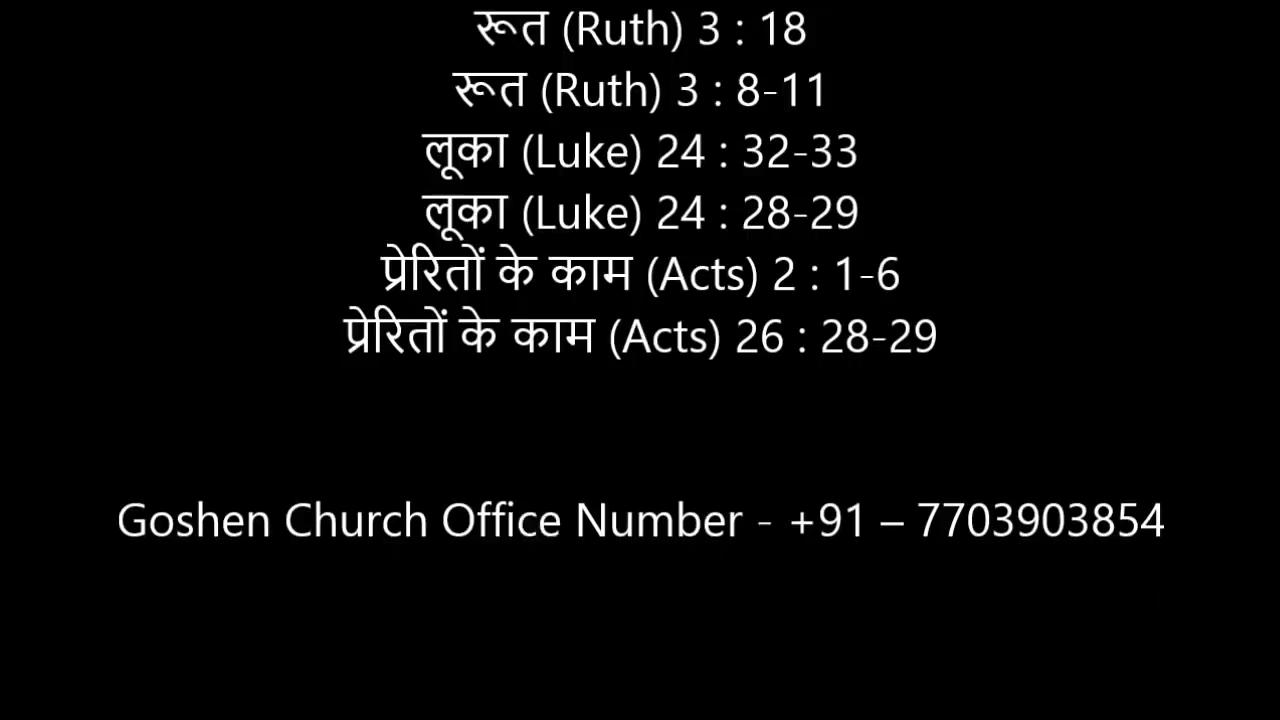 रूत (Ruth) 3 : 18
रूत (Ruth) 3 : 8-11
लूका (Luke) 24 : 32-33
लूका (Luke) 24 : 28-29
प्रेरितों के काम (Acts) 2 : 1-6
प्रेरितों के काम (Acts) 26 : 28-29
Goshen Church Office Number - +91 – 7703903854